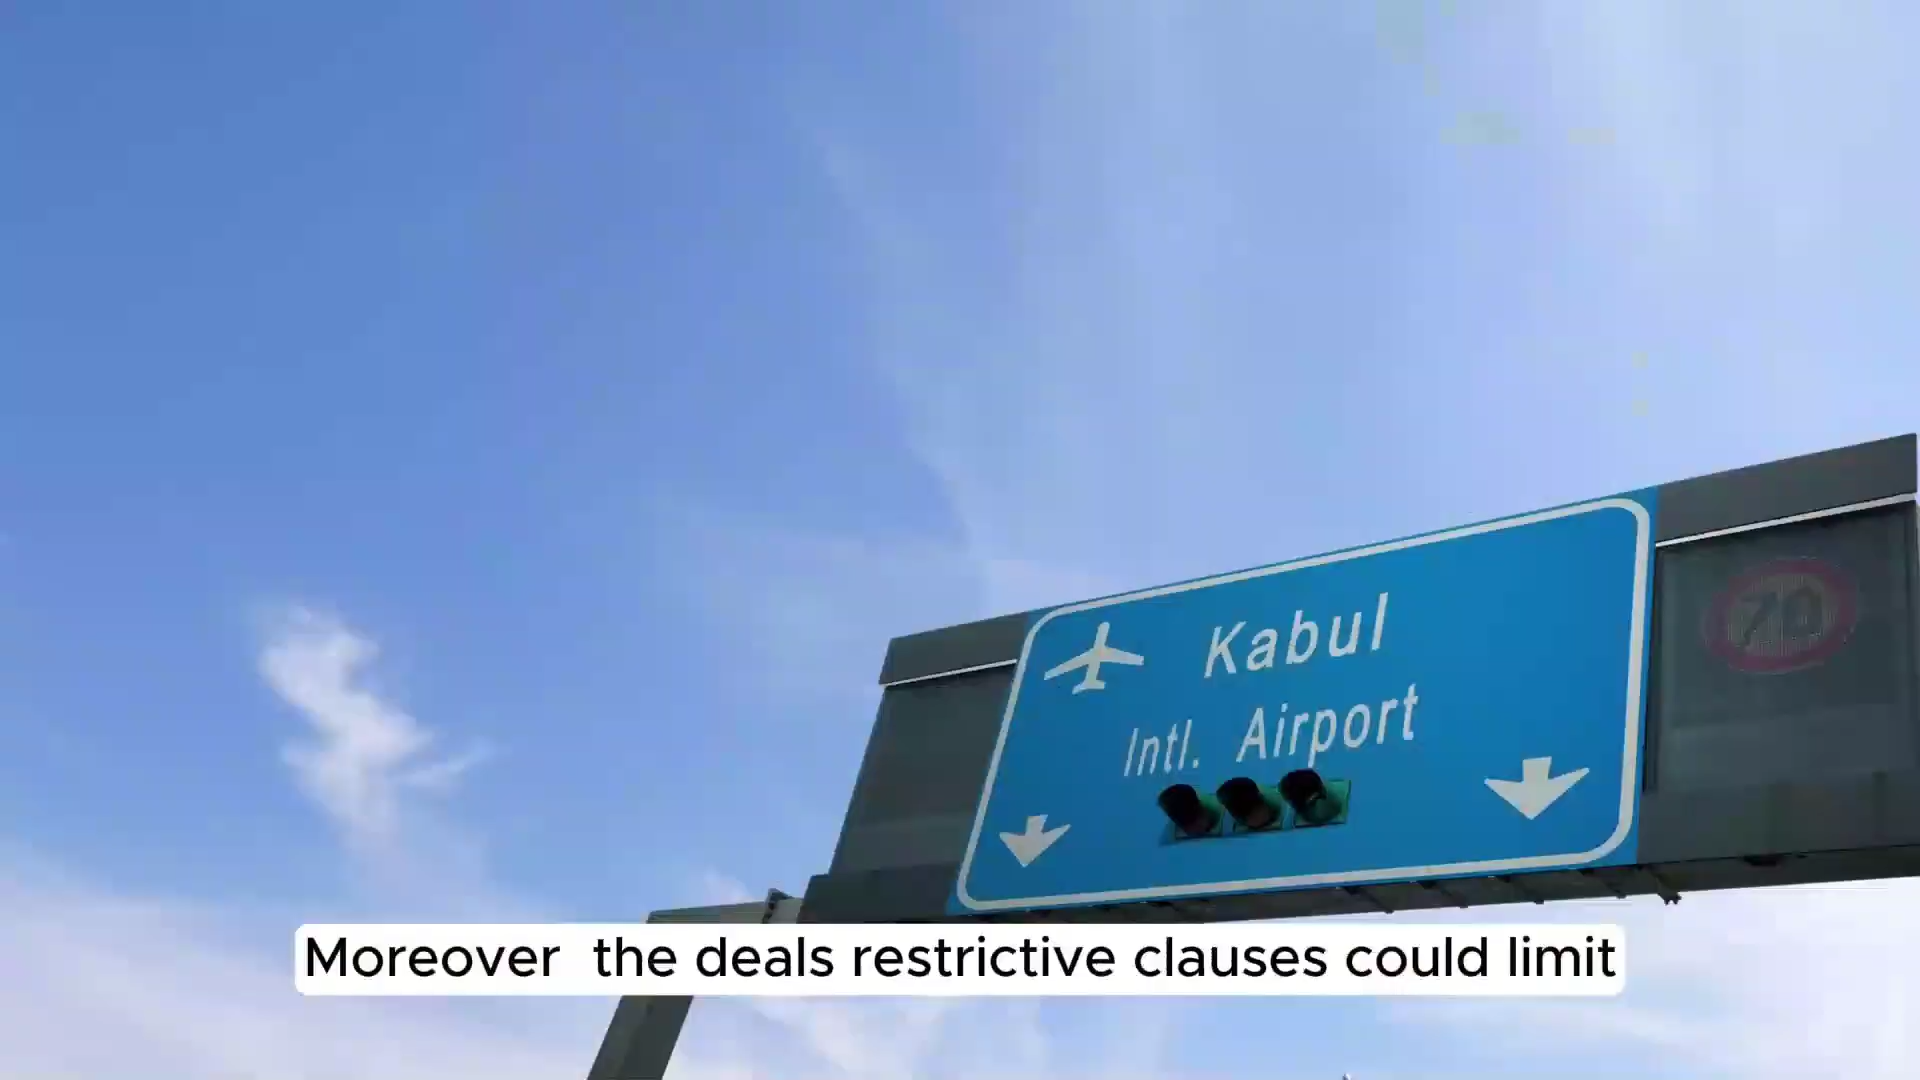 Kabul
Intl. Airport
70
Moreover the deals restrictive clauses could limit